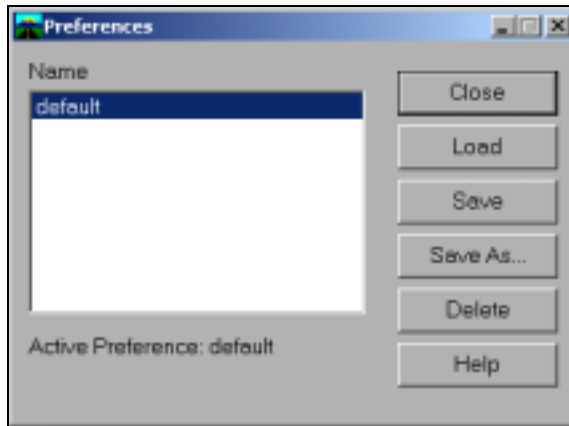 Preferences
Name
default
Active Preference: default
Close
Load
Save
Save As...
Delete
Help